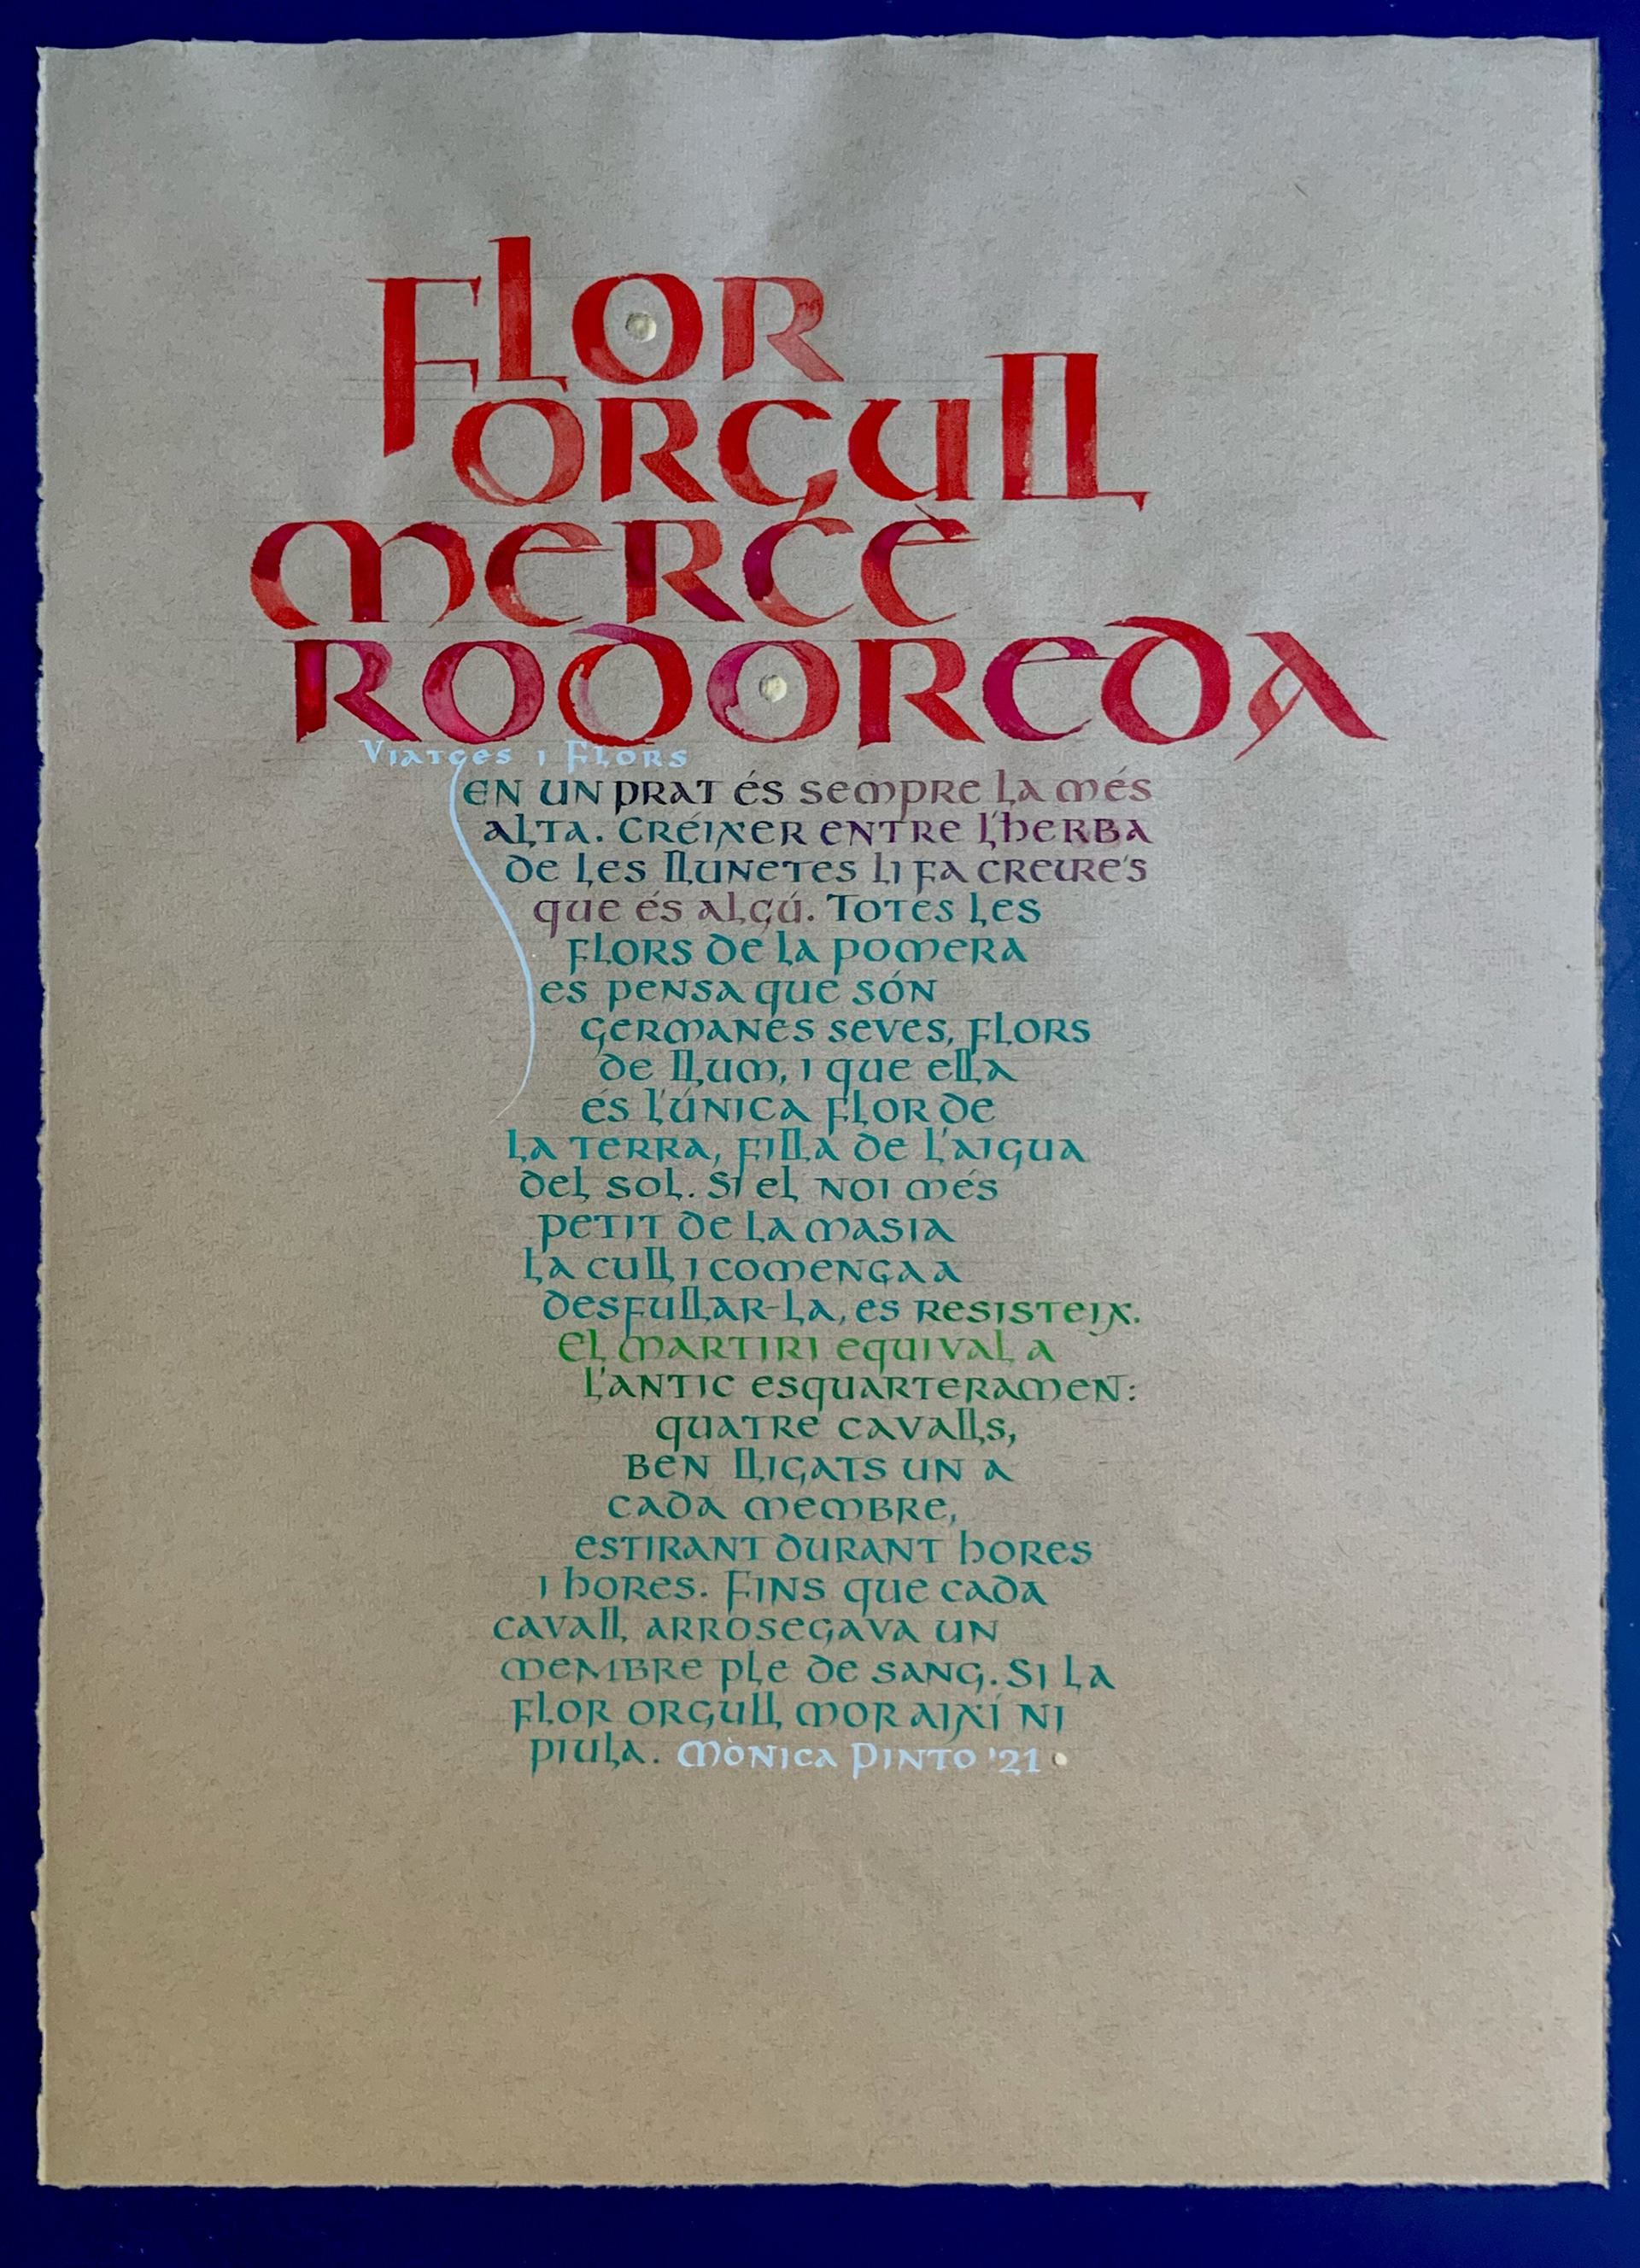 Flor
Orgull
Mercè
Rodoreda
Viatges i Flors
En un prat és sempre la més
alta. Créixer entre l'herba
de les llunetes li fa creure's
que és algú. Totes les
flors de la pomera
es pensa que són
germanes seves, flors
de llum, i que ella
és l'única flor de
la terra, filla de l'aigua
del sol. Si el noi més
petit de la masia
la cull i comenga a
desfullar-la, es resisteix.
El martiri equival a
l'antic esquarteramen:
quatre cavalls,
ben lligats un a
cada membre,
estirant durant hores
i hores. Fins que cada
cavall, arrosegava un
membre ple de sang. Si la
flor orgull mor així ni
piula. Mònica Pinto '21